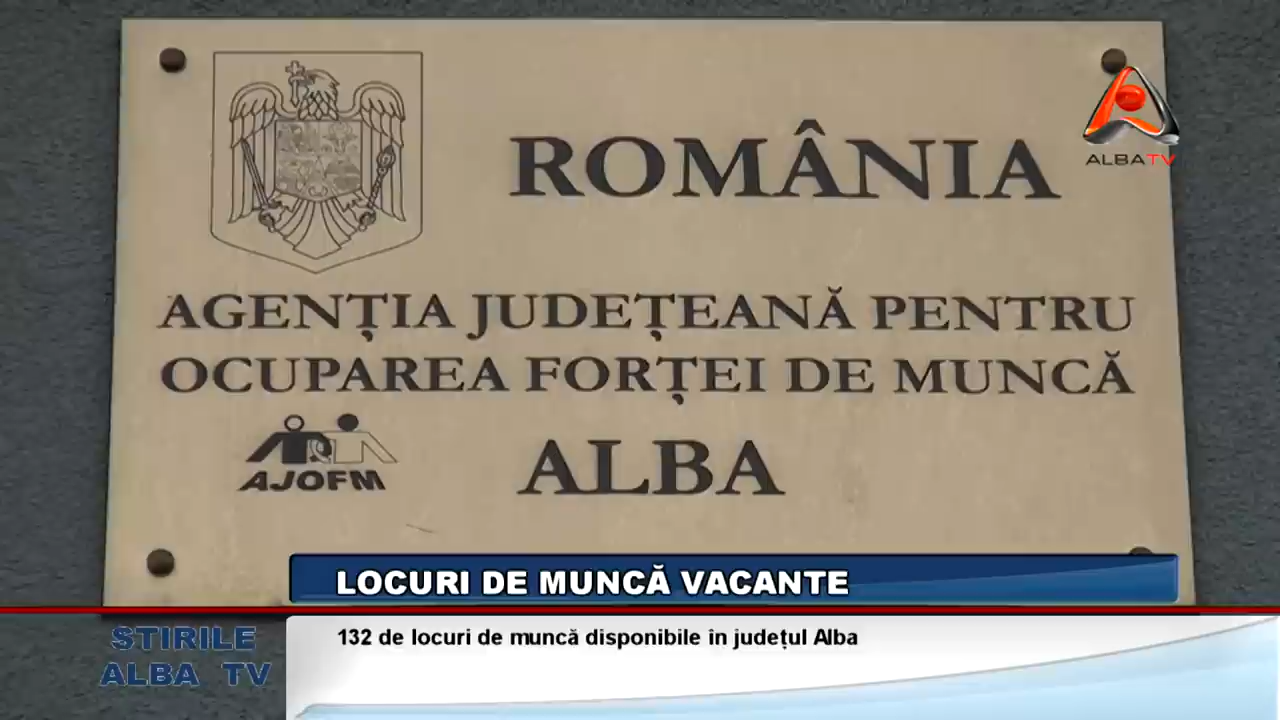 ROMÂNIA
ALBATV
AGENȚIA JUDEȚEANĂ PENTRU
OCUPAREA FORȚEI DE MUNCĂ
AJOFM
ALBA
LOCURI DE MUNCĂ VACANTE
132 de locuri de muncă disponibile în județul Alba
STIRILE
ALBA TV